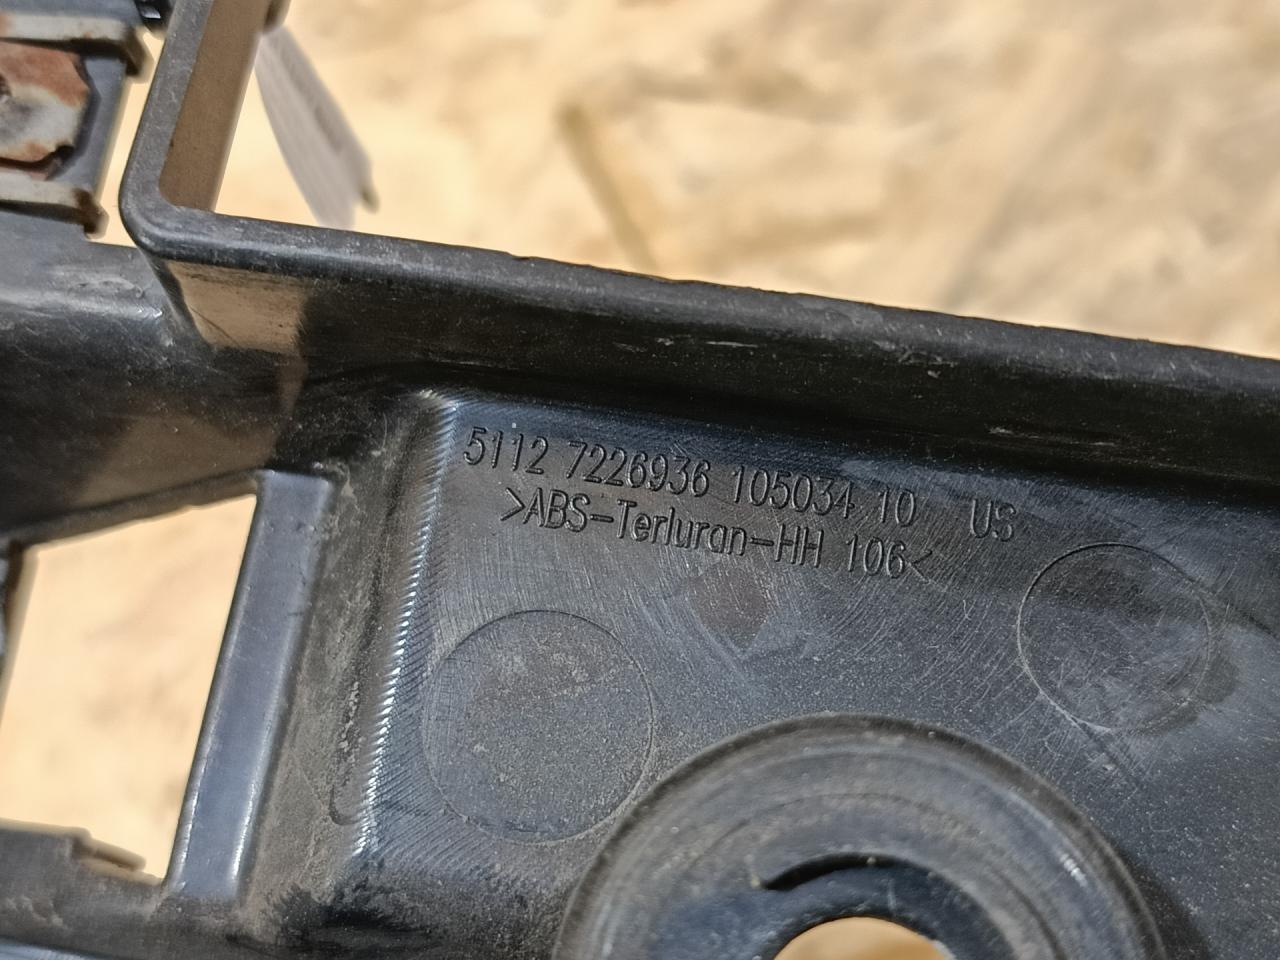 5112 7226936 105034 10 US
>ABS-Terluran-HH 106<